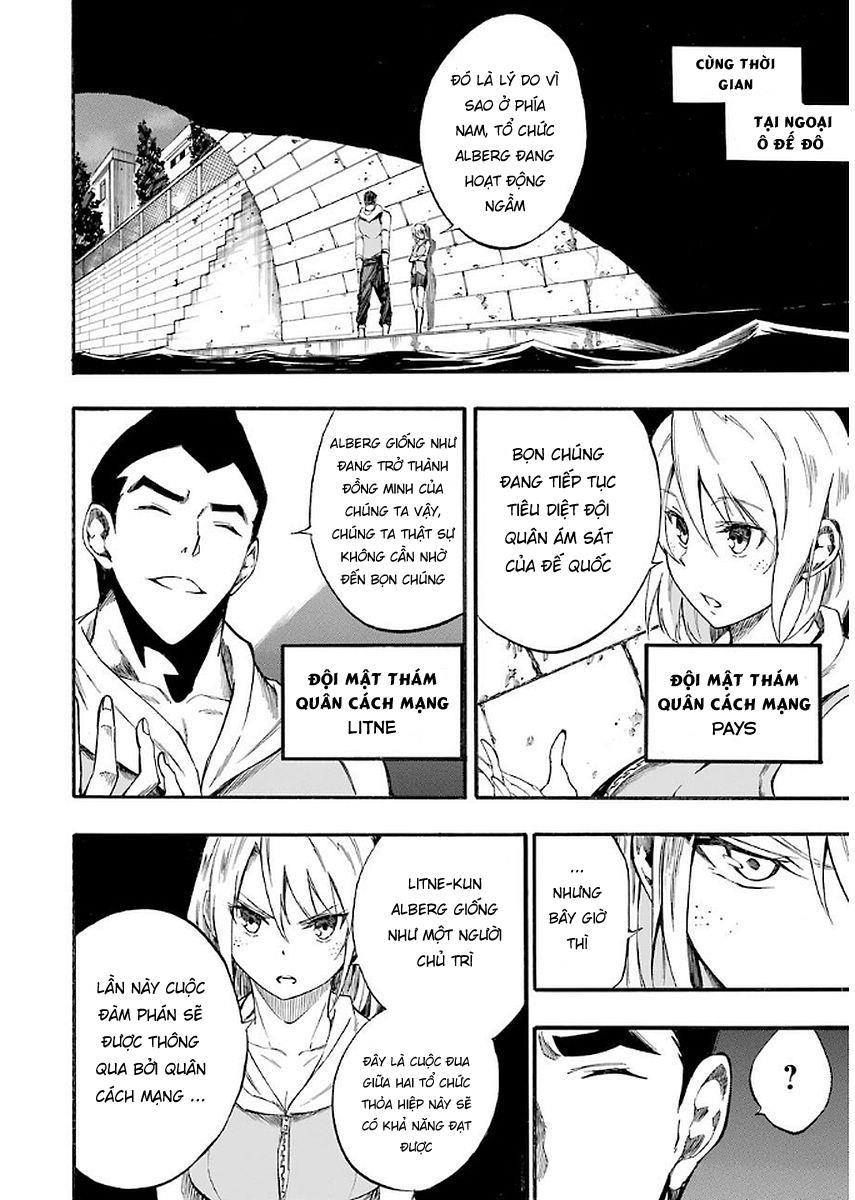 CÙNG THỜI
GIAN
TẠI NGOẠI
Ô ĐẾ ĐÔ
ĐÓ LÀ LÝ DO VÌ
SAO Ở PHÍA
NAM, TỔ CHỨC
ALBERG ĐANG
HOẠT ĐỘNG
NGẦM
BỌN CHÚNG
ĐANG TIẾP TỤC
TIÊU DIỆT ĐỘI
QUÂN ÁM SÁT
CỦA ĐẾ QUỐC
ĐỘI MẬT THÁM
QUÂN CÁCH MẠNG
PAYS
ALBERG GIỐNG NHƯ
ĐANG TRỞ THÀNH
ĐỒNG MINH CỦA
CHÚNG TA VẬY,
CHÚNG TA THẬT SỰ
KHÔNG CẦN NHỜ
ĐẾN BỌN CHÚNG
ĐỘI MẬT THÁM
QUÂN CÁCH MẠNG
LITNE
...
NHƯNG
BÂY GIỜ
THÌ
?
LITNE-KUN
ALBERG GIỐNG
NHƯ MỘT NGƯỜI
CHỦ TRÌ
ĐÂY LÀ CUỘC ĐUA
GIỮA HAI TỔ CHỨC
THỎA HIỆP NÀY SẼ
CÓ KHẢ NĂNG ĐẠT
ĐƯỢC
LẦN NÀY CUỘC
ĐÀM PHÁN SẼ
ĐƯỢC THÔNG
QUA BỞI QUÂN
CÁCH MẠNG ...